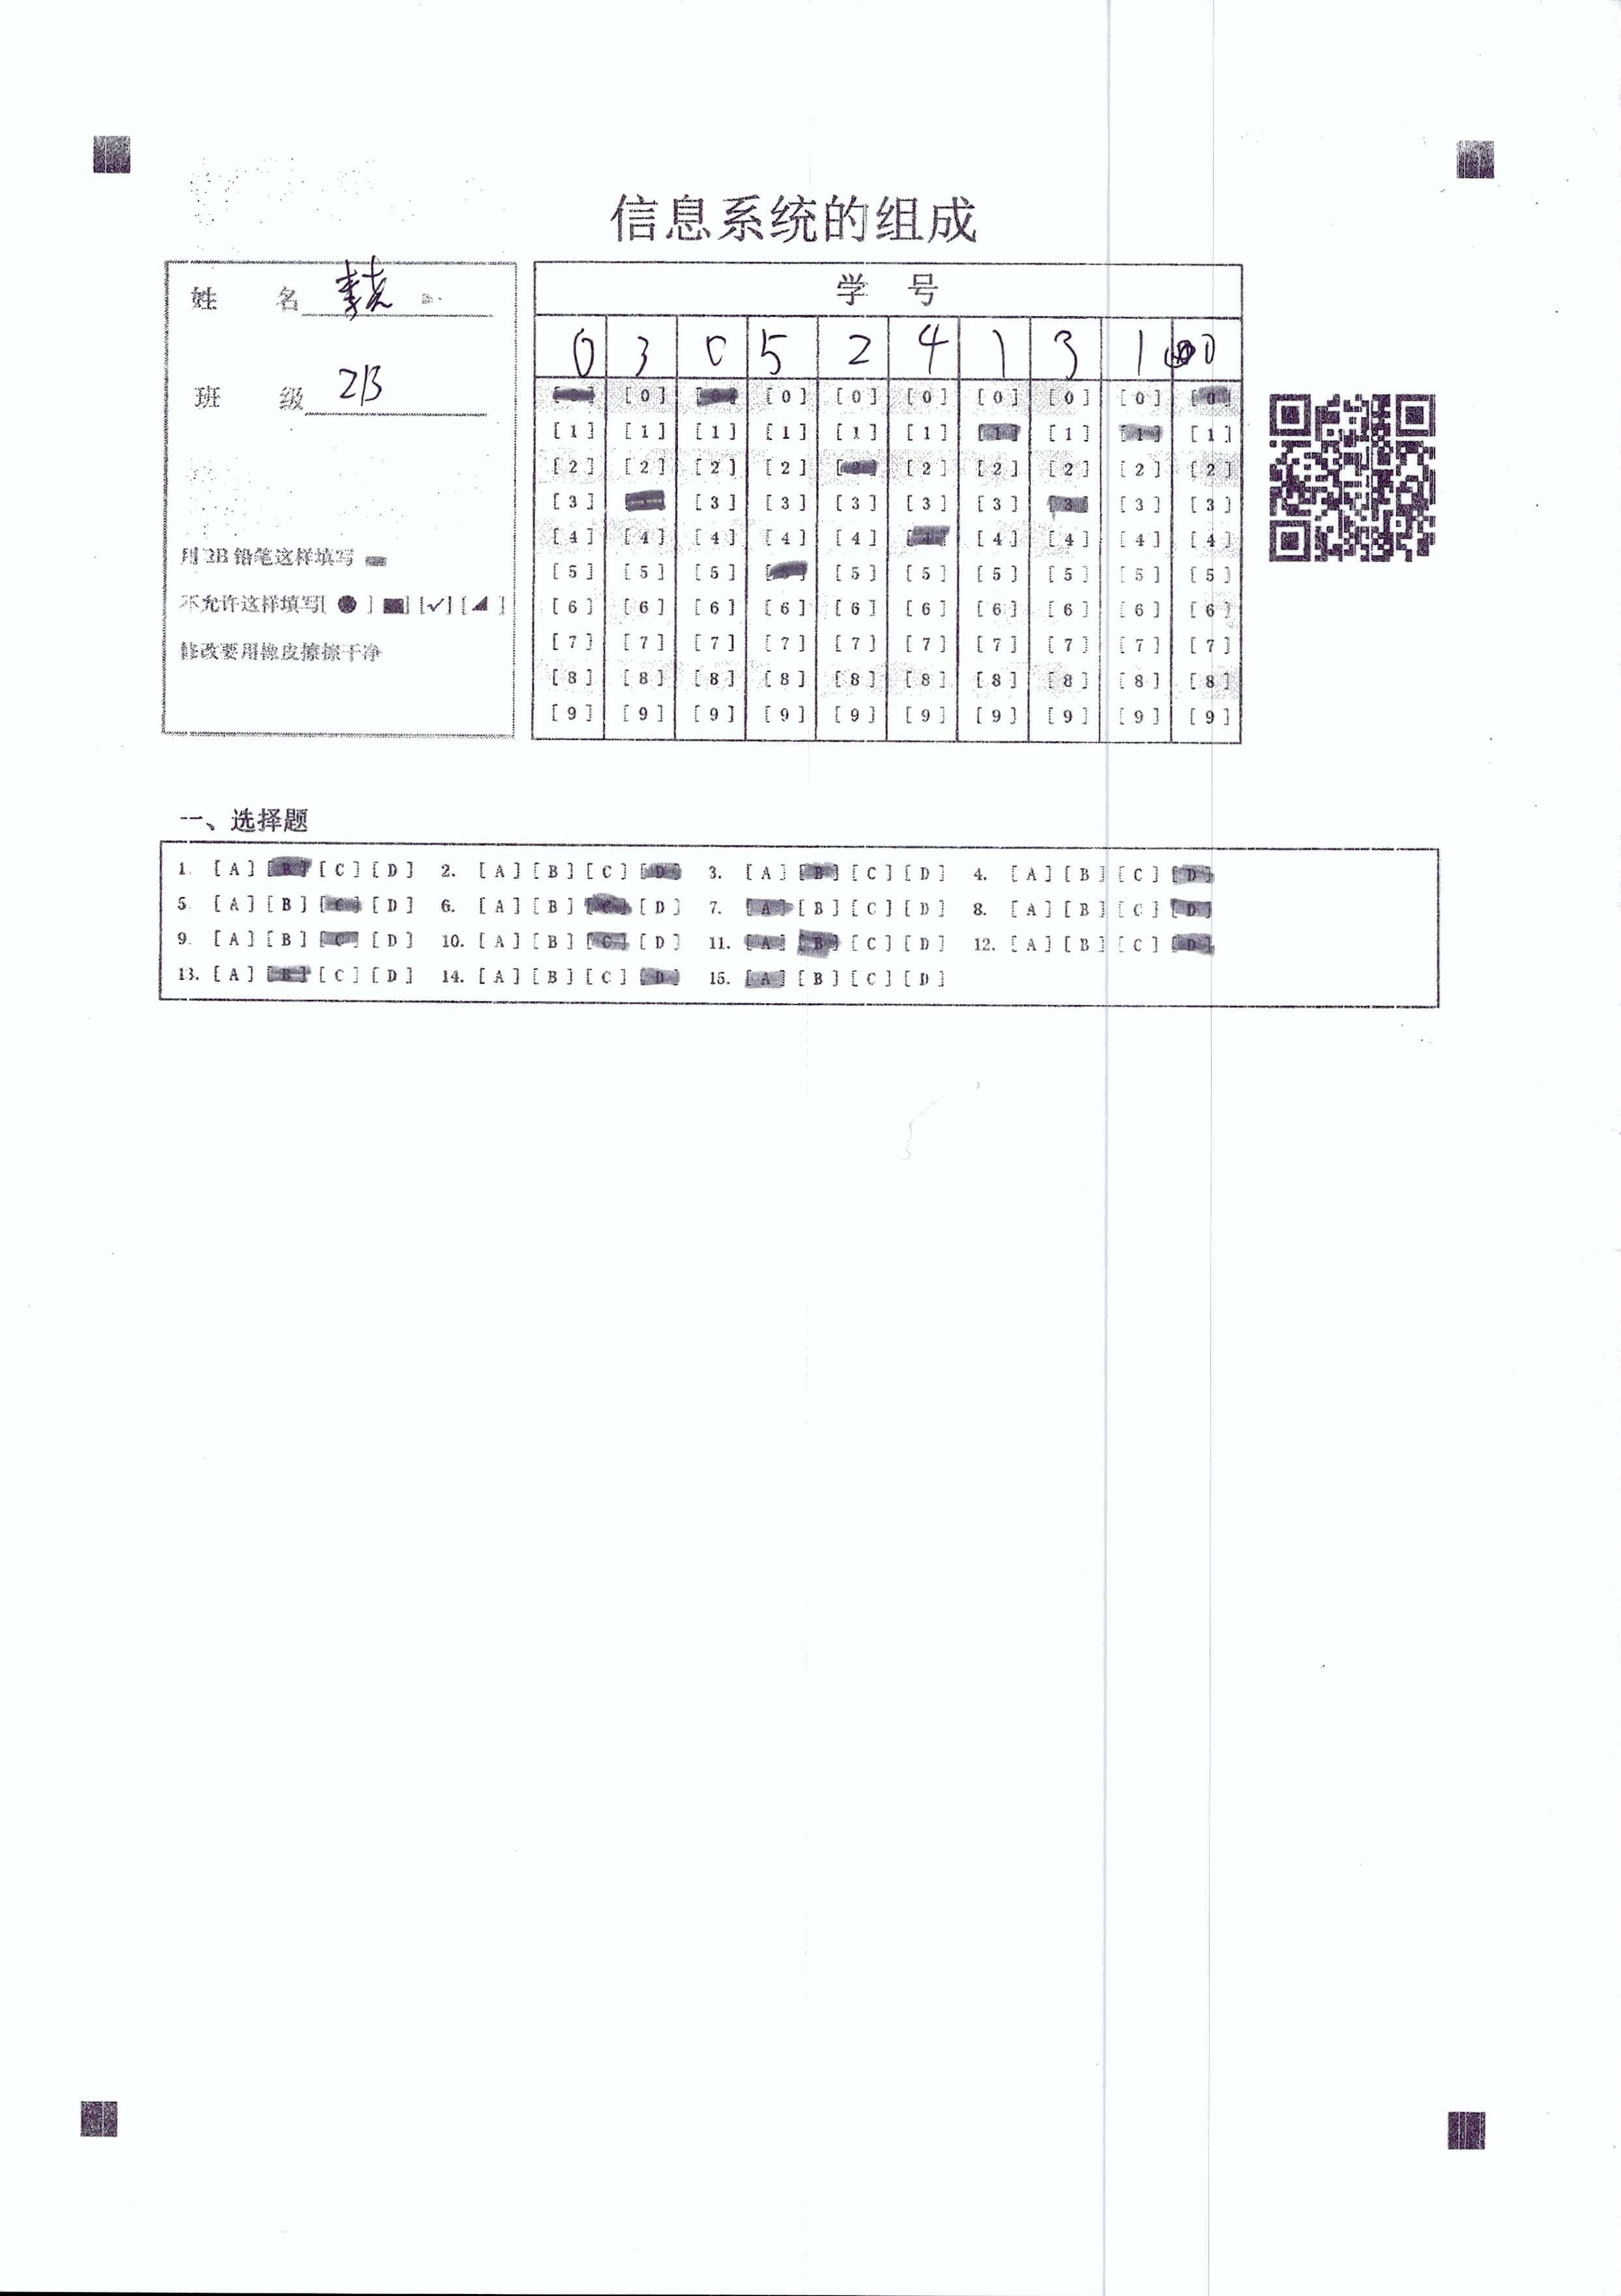 信息系统的组成
姓 名 李
班 级 213
用2B铅笔这样填写
不允许这样填写[ ● ] [■] [✓] [◢ ]
修改要用橡皮擦擦干净
学 号
0 3 0 5 2 4 1 3 1 0
[0] [0] [0] [0] [0] [0] [0] [0]
[1] [1] [1] [1] [1] [1] [1] [1] [1] [1]
[2] [2] [2] [2] [2] [2] [2] [2] [2]
[3] [3] [3] [3] [3] [3] [3] [3] [3]
[4] [4] [4] [4] [4] [4] [4] [4] [4] [4]
[5] [5] [5] [5] [5] [5] [5] [5] [5]
[6] [6] [6] [6] [6] [6] [6] [6] [6] [6]
[7] [7] [7] [7] [7] [7] [7] [7] [7] [7]
[8] [8] [8] [8] [8] [8] [8] [8] [8] [8]
[9] [9] [9] [9] [9] [9] [9] [9] [9] [9]
一、选择题
1. [A] [B] [C] [D] 2. [A] [B] [C] [D] 3. [A] [B] [C] [D] 4. [A] [B] [C] [D]
5. [A] [B] [C] [D] 6. [A] [B] [C] [D] 7. [A] [B] [C] [D] 8. [A] [B] [C] [D]
9. [A] [B] [C] [D] 10. [A] [B] [C] [D] 11. [A] [B] [C] [D] 12. [A] [B] [C] [D]
13. [A] [B] [C] [D] 14. [A] [B] [C] [D] 15. [A] [B] [C] [D]